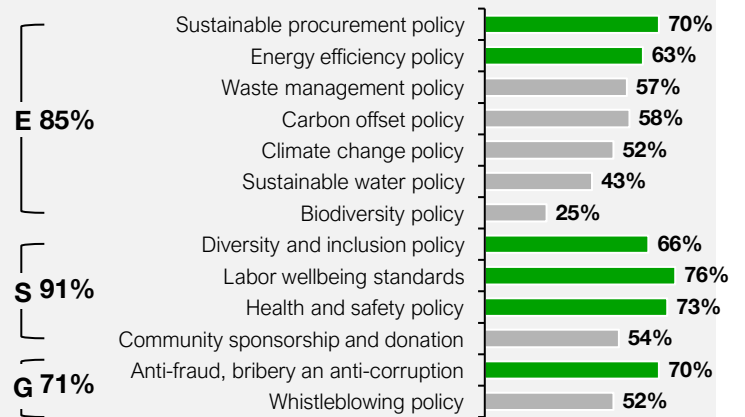 Sustainable procurement policy 70%
Energy efficiency policy 63%
Waste management policy 57%
E 85%
Carbon offset policy 58%
Climate change policy 52%
Sustainable water policy 43%
Biodiversity policy 25%
Diversity and inclusion policy 66%
Labor wellbeing standards 76%
S 91%
Health and safety policy 73%
Community sponsorship and donation 54%
Anti-fraud, bribery an anti-corruption 70%
G 71%
Whistleblowing policy 52%